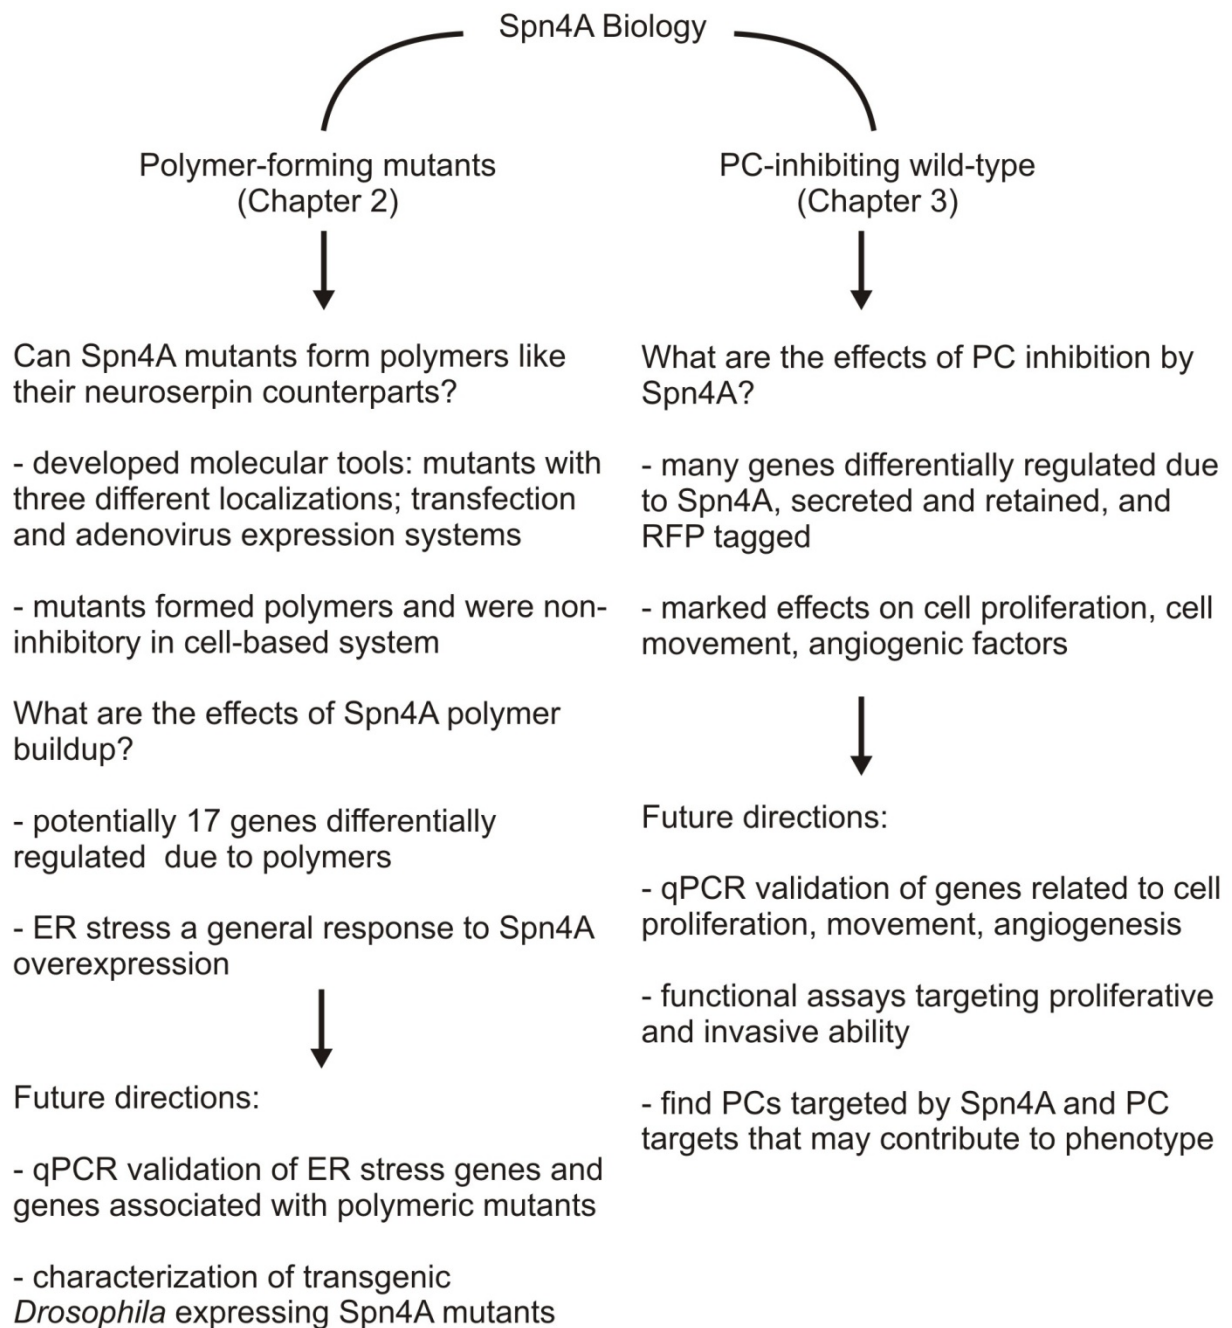 Spn4A Biology
Polymer-forming mutants
(Chapter 2)
Can Spn4A mutants form polymers like
their neuroserpin counterparts?
- developed molecular tools: mutants with
three different localizations; transfection
and adenovirus expression systems
- mutants formed polymers and were non-
inhibitory in cell-based system
What are the effects of Spn4A polymer
buildup?
- potentially 17 genes differentially
regulated  due to polymers
- ER stress a general response to Spn4A
overexpression
Future directions:
- qPCR validation of ER stress genes and
genes associated with polymeric mutants
- characterization of transgenic
Drosophila expressing Spn4A mutants
PC-inhibiting wild-type
(Chapter 3)
What are the effects of PC inhibition by
Spn4A?
- many genes differentially regulated due
to Spn4A, secreted and retained, and
RFP tagged
- marked effects on cell proliferation, cell
movement, angiogenic factors
Future directions:
- qPCR validation of genes related to cell
proliferation, movement, angiogenesis
- functional assays targeting proliferative
and invasive ability
- find PCs targeted by Spn4A and PC
targets that may contribute to phenotype